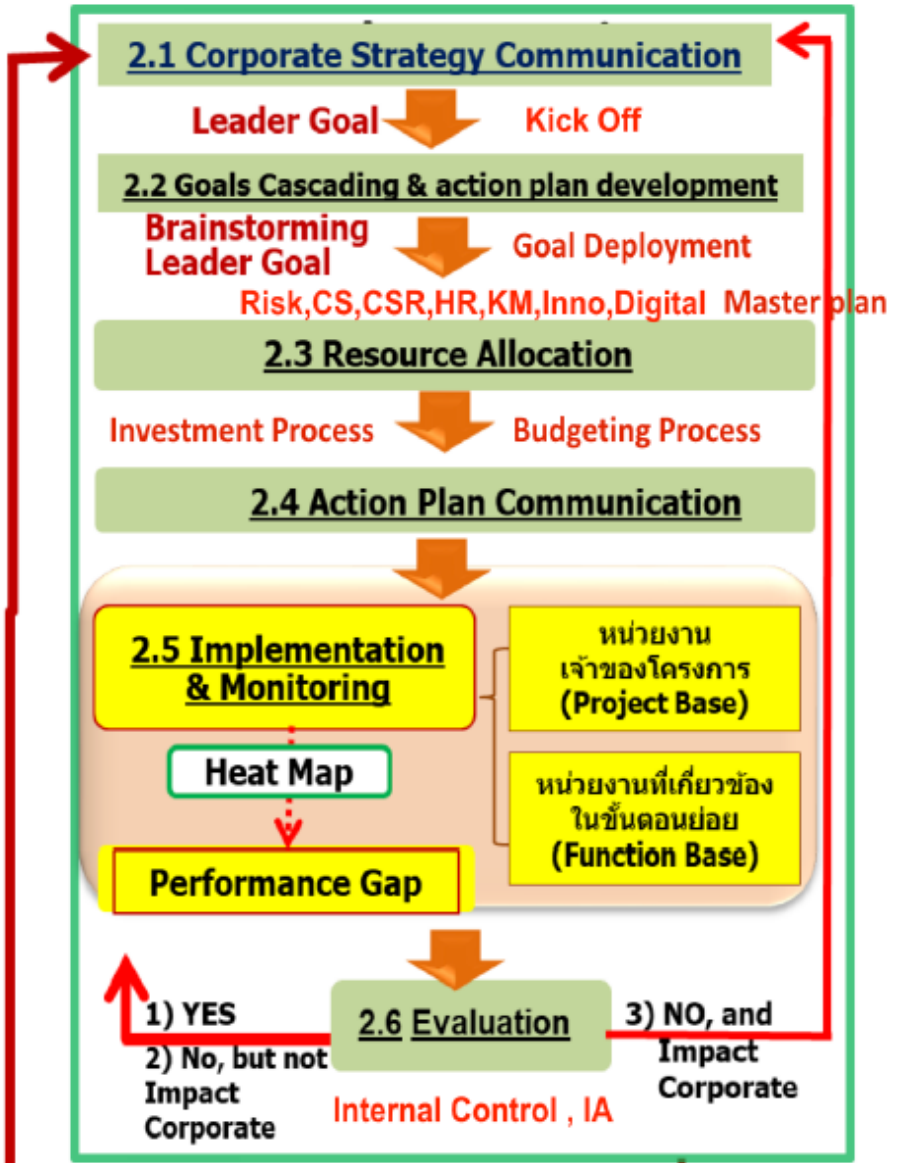 2.1 Corporate Strategy Communication
Leader Goal
Kick Off
2.2 Goals Cascading & action plan development
Brainstorming
Leader Goal
Goal Deployment
Risk,CS,CSR,HR,KM,Inno,Digital Master plan
2.3 Resource Allocation
Investment Process
Budgeting Process
2.4 Action Plan Communication
2.5 Implementation
& Monitoring
Heat Map
Performance Gap
หน่วยงาน
เจ้าของโครงการ
(Project Base)
หน่วยงานที่เกี่ยวข้อง
ในขั้นตอนย่อย
(Function Base)
1) YES
2) No, but not
Impact
Corporate
2.6 Evaluation
3) NO, and
Impact
Corporate
Internal Control , IA